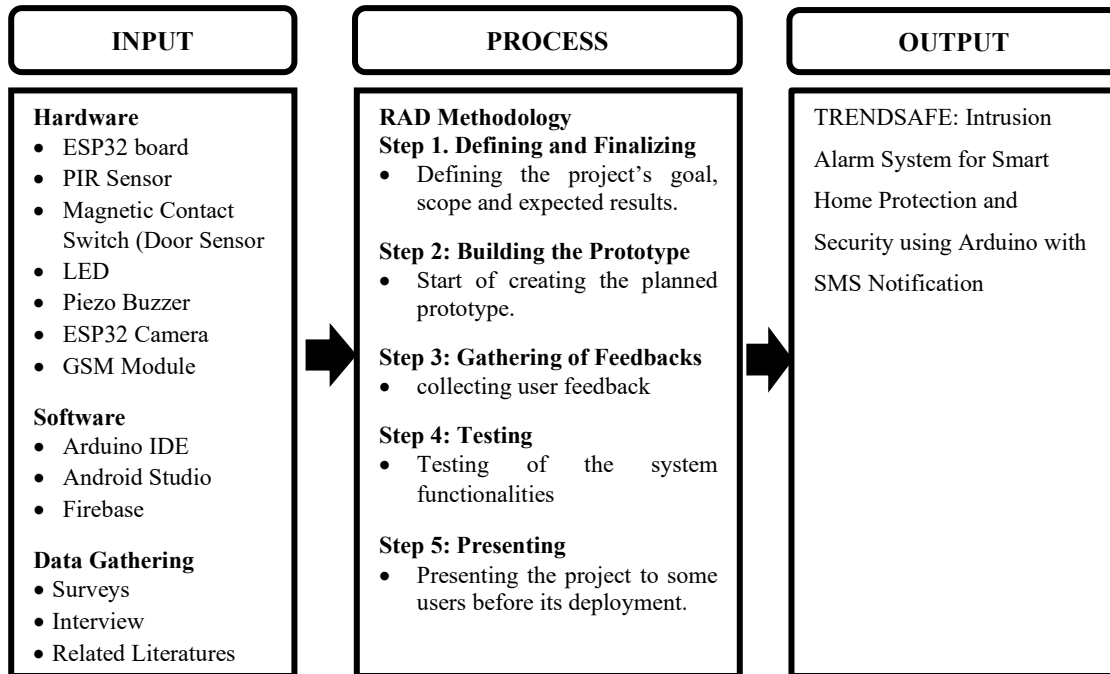 INPUT
Hardware
• ESP32 board
• PIR Sensor
• Magnetic Contact
Switch (Door Sensor
• LED
• Piezo Buzzer
• ESP32 Camera
• GSM Module
Software
• Arduino IDE
• Android Studio
• Firebase
Data Gathering
• Surveys
• Interview
• Related Literatures
PROCESS
RAD Methodology
Step 1. Defining and Finalizing
• Defining the project’s goal,
scope and expected results.
Step 2: Building the Prototype
• Start of creating the planned
prototype.
Step 3: Gathering of Feedbacks
• collecting user feedback
Step 4: Testing
• Testing of the system
functionalities
Step 5: Presenting
• Presenting the project to some
users before its deployment.
OUTPUT
TRENDSAFE: Intrusion
Alarm System for Smart
Home Protection and
Security using Arduino with
SMS Notification